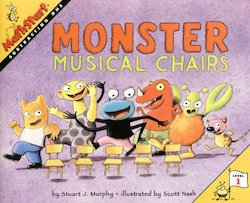 MathStart
SUBTRACTING ONE
MONSTER
MUSICAL CHAIRS
by Stuart J. Murphy • illustrated by Scott Nash
LEVEL
1